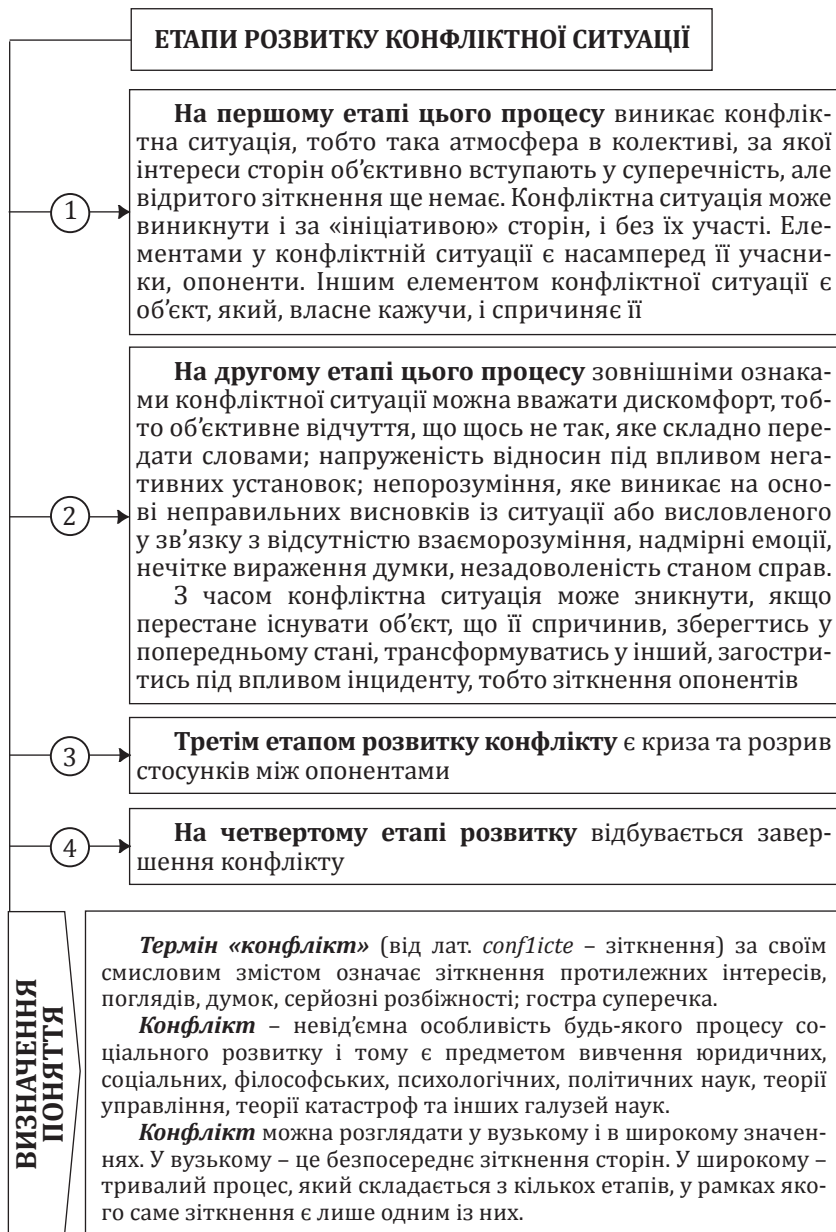 ЕТАПИ РОЗВИТКУ КОНФЛІКТНОЇ СИТУАЦІЇ
1
На першому етапі цього процесу виникає конфлік-
тна ситуація, тобто така атмосфера в колективі, за якої
інтереси сторін об’єктивно вступають у суперечність, але
відритого зіткнення ще немає. Конфліктна ситуація може
виникнути і за «ініціативою» сторін, і без їх участі. Еле-
ментами у конфліктній ситуації є насамперед її учасни-
ки, опоненти. Іншим елементом конфліктної ситуації є
об’єкт, який, власне кажучи, і спричиняє її
2
На другому етапі цього процесу зовнішніми ознака-
ми конфліктної ситуації можна вважати дискомфорт, тоб-
то об’єктивне відчуття, що щось не так, яке складно пере-
дати словами; напруженість відносин під впливом нега-
тивних установок; непорозуміння, яке виникає на осно-
ві неправильних висновків із ситуації або висловленого
у зв’язку з відсутністю взаєморозуміння, надмірні емоції,
нечітке вираження думки, незадоволеність станом справ.
З часом конфліктна ситуація може зникнути, якщо
перестане існувати об’єкт, що її спричинив, зберегтись у
попередньому стані, трансформуватись у інший, загостри-
тись під впливом інциденту, тобто зіткнення опонентів
3
Третім етапом розвитку конфлікту є криза та розрив
стосунків між опонентами
4
На четвертому етапі розвитку відбувається завер-
шення конфлікту
ВИЗНАЧЕННЯ
ПОНЯТТЯ
Термін «конфлікт» (від лат. conf1icte – зіткнення) за своїм
смисловим змістом означає зіткнення протилежних інтересів,
поглядів, думок, серйозні розбіжності; гостра суперечка.
Конфлікт – невід’ємна особливість будь-якого процесу со-
ціального розвитку і тому є предметом вивчення юридичних,
соціальних, філософських, психологічних, політичних наук, теорії
управління, теорії катастроф та інших галузей наук.
Конфлікт можна розглядати у вузькому і в широкому значен-
нях. У вузькому – це безпосереднє зіткнення сторін. У широкому –
тривалий процес, який складається з кількох етапів, у рамках яко-
го саме зіткнення є лише одним із них.